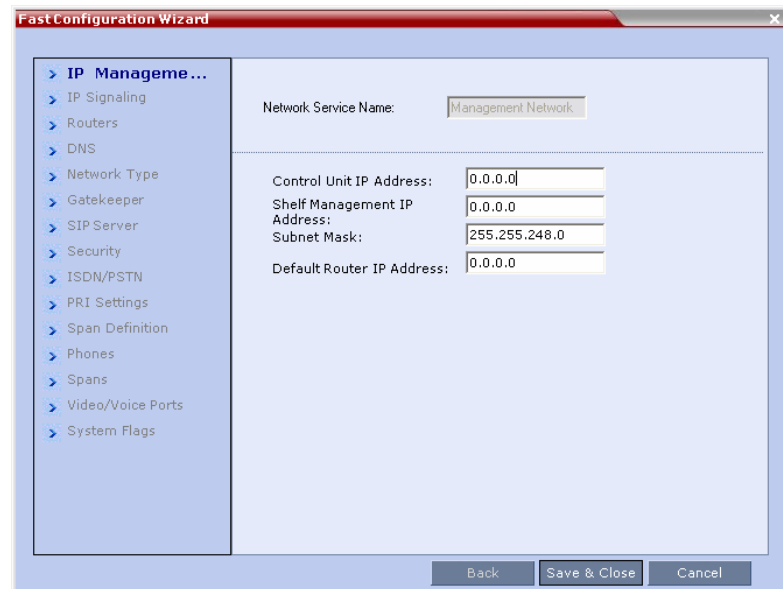 Fast Configuration Wizard
IP Manageme...
IP Signaling
Routers
DNS
Network Type
Gatekeeper
SIP Server
Security
ISDN/PSTN
PRI Settings
Span Definition
Phones
Spans
Video/Voice Ports
System Flags
Network Service Name: Management Network
Control Unit IP Address: 0.0.0.0
Shelf Management IP
Address: 0.0.0.0
Subnet Mask: 255.255.248.0
Default Router IP Address: 0.0.0.0
Back Save & Close Cancel